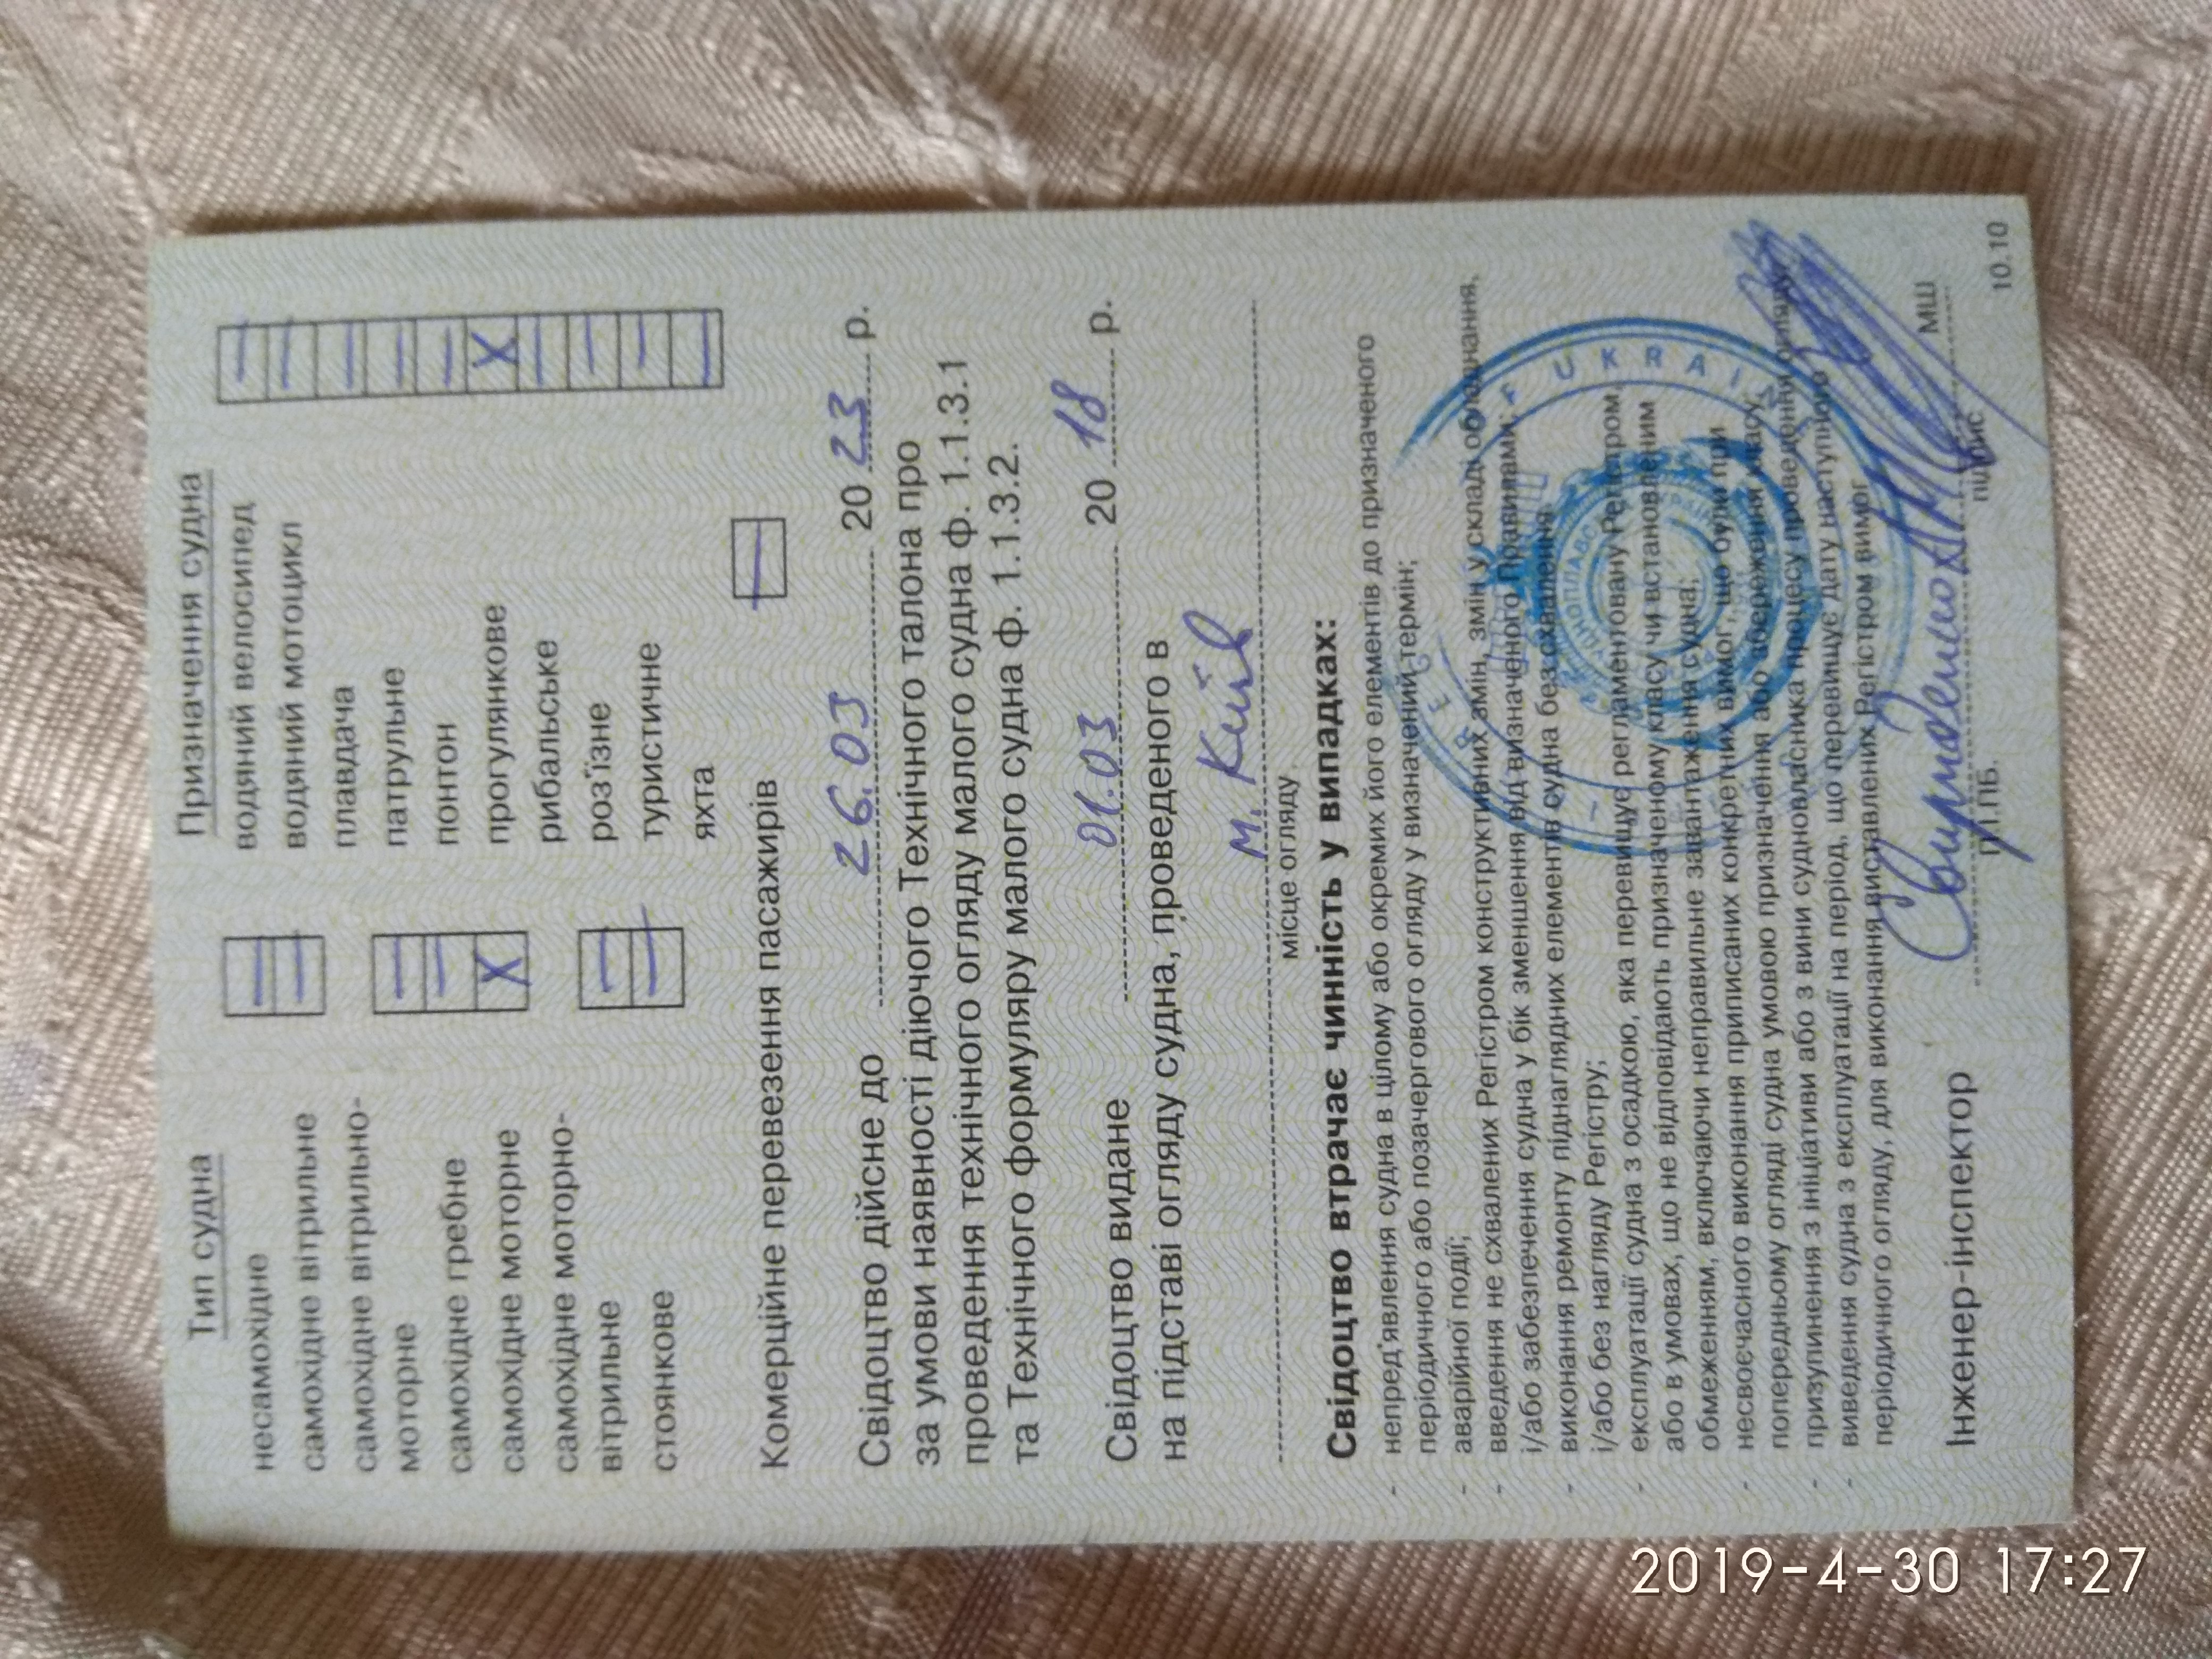 Тип судна
Призначення судна
несамохідне
самохідне вітрильне
самохідне вітрильно-
моторне
самохідне гребне
самохідне моторне
X
самохідне моторно-
вітрильне
стоянкове
водяний велосипед
водяний мотоцикл
плавдача
патрульне
понтон
прогулянкове
X
рибальське
роз'їзне
туристичне
яхта
Комерційне перевезення пасажирів
Свідоцтво дійсне до 26.03 2023 р.
за умови наявності діючого Технічного талона про
проведення технічного огляду малого судна ф. 1.1.3.1
та Технічного формуляру малого судна ф. 1.1.3.2.
Свідоцтво видане 01.03 2018 р.
на підставі огляду судна, проведеного в
м. Київ
місце огляду
Свідоцтво втрачає чинність у випадках:
- непред'явлення судна в цілому або окремих його елементів до призначеного
періодичного або позачергового огляду у визначений термін;
- аварійної події;
- введення не схвалених Регістром конструктивних змін, змін у складі обладнання,
і/або забезпечення судна у бік зменшення від визначеного Правилами;
- виконання ремонту піднаглядних елементів судна без схвалення
і/або без нагляду Регістру;
- експлуатації судна з осадкою, яка перевищує регламентовану Регістром,
або в умовах, що не відповідають призначеному класу чи встановленим
обмеженням, включаючи неправильне завантаження судна;
- несвоєчасного виконання приписаних конкретних вимог, що були при
попередньому огляді судна умовою призначення або збереження класу;
- призупинення з ініціативи або з вини судновласника процесу проведення огляду;
- виведення судна з експлуатації на період, що перевищує дату наступного
періодичного огляду, для виконання виставлених Регістром вимог.
OF UKRAI
Інженер-інспектор
П.ПБ.
підпис
МШ
10.10
2019-4-30 17:27